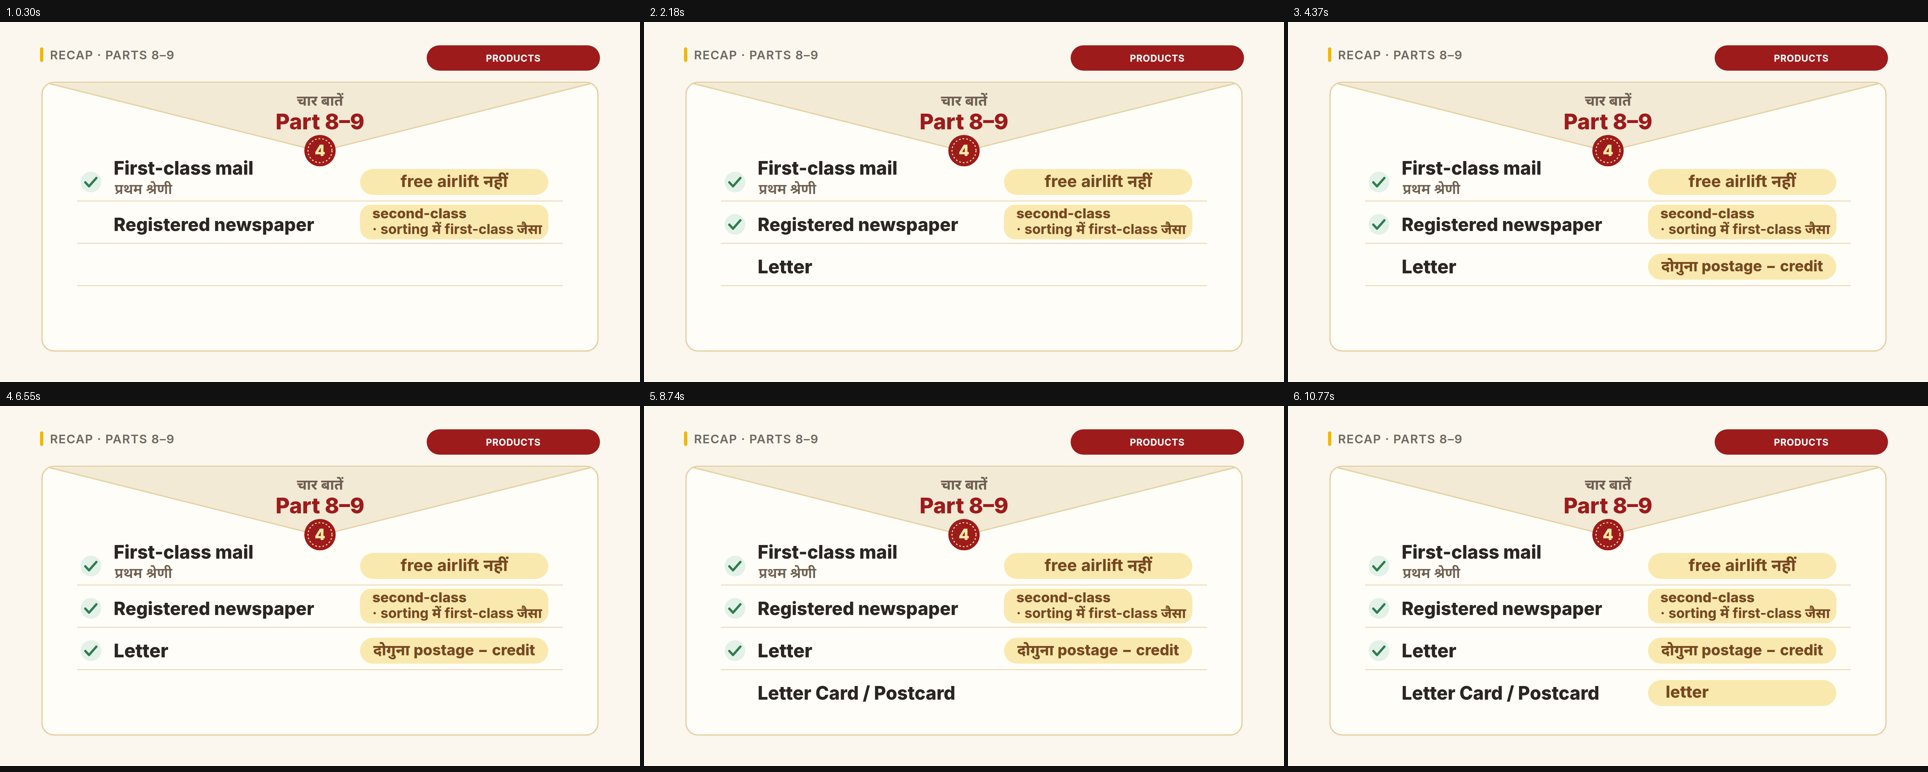 1. 0.30s
RECAP · PARTS 8–9
PRODUCTS
चार बातें
Part 8–9
4
First-class mail
प्रथम श्रेणी
free airlift नहीं
Registered newspaper
second-class
· sorting में first-class जैसा
2. 2.18s
RECAP · PARTS 8–9
PRODUCTS
चार बातें
Part 8–9
4
First-class mail
प्रथम श्रेणी
free airlift नहीं
Registered newspaper
second-class
· sorting में first-class जैसा
Letter
3. 4.37s
RECAP · PARTS 8–9
PRODUCTS
चार बातें
Part 8–9
4
First-class mail
प्रथम श्रेणी
free airlift नहीं
Registered newspaper
second-class
· sorting में first-class जैसा
Letter
दोगुना postage – credit
4. 6.55s
RECAP · PARTS 8–9
PRODUCTS
चार बातें
Part 8–9
4
First-class mail
प्रथम श्रेणी
free airlift नहीं
Registered newspaper
second-class
· sorting में first-class जैसा
Letter
दोगुना postage – credit
5. 8.74s
RECAP · PARTS 8–9
PRODUCTS
चार बातें
Part 8–9
4
First-class mail
प्रथम श्रेणी
free airlift नहीं
Registered newspaper
second-class
· sorting में first-class जैसा
Letter
दोगुना postage – credit
Letter Card / Postcard
6. 10.77s
RECAP · PARTS 8–9
PRODUCTS
चार बातें
Part 8–9
4
First-class mail
प्रथम श्रेणी
free airlift नहीं
Registered newspaper
second-class
· sorting में first-class जैसा
Letter
दोगुना postage – credit
Letter Card / Postcard
letter